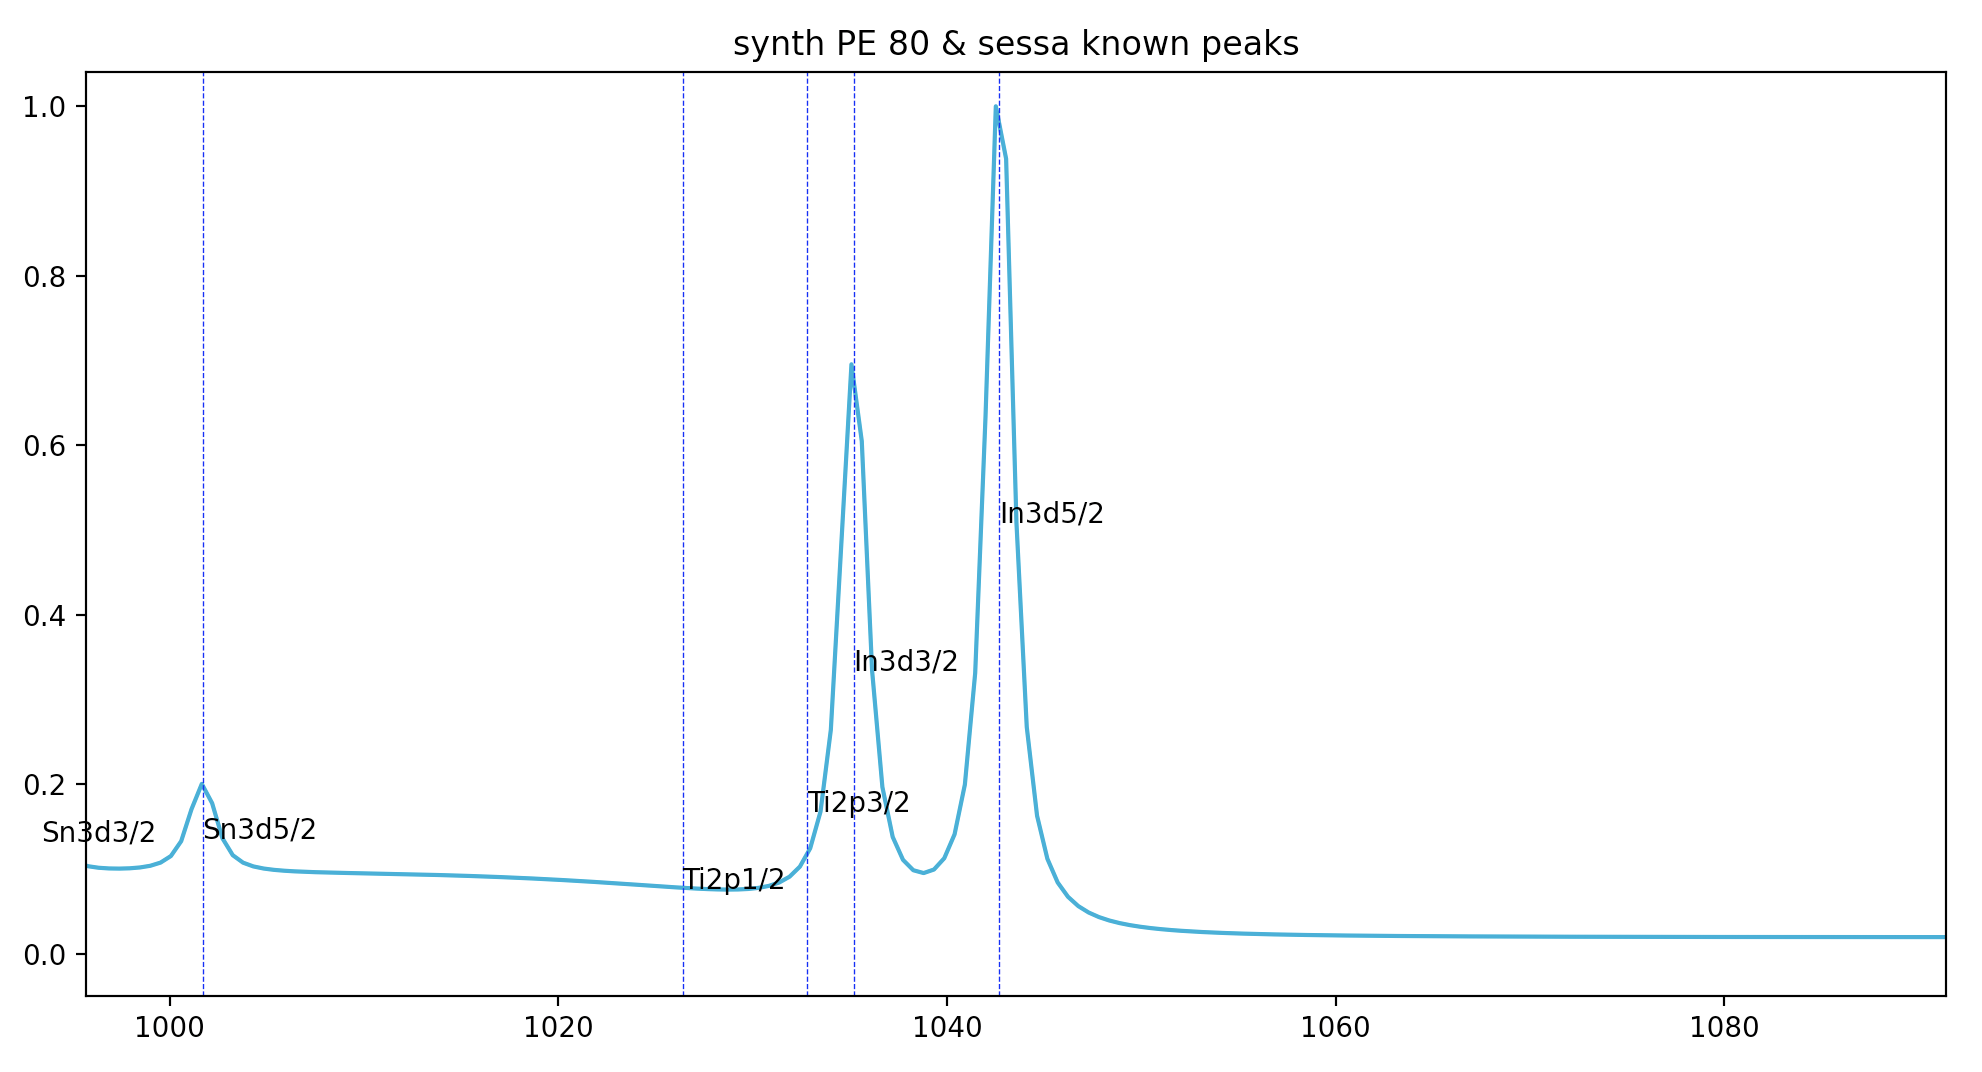 synth PE 80 & sessa known peaks
1.0
0.8
0.6
0.4
0.2
0.0
In3d5/2
In3d3/2
Ti2p3/2
Sn3d3/2
Sn3d5/2
Ti2p1/2
1000
1020
1040
1060
1080